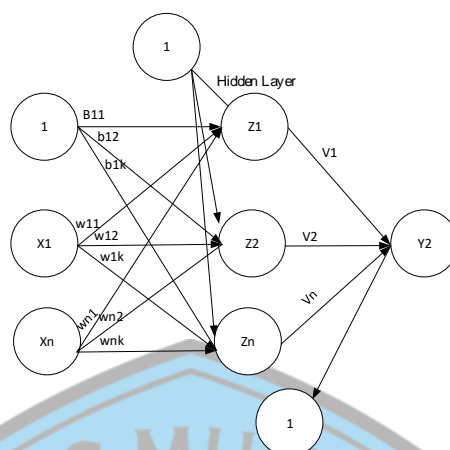 1
Hidden Layer
1
B11
b12
b1k
Z1
V1
X1
w11
w12
w1k
Z2
V2
Y2
Xn
wn1
wn2
wnk
Zn
Vn
1